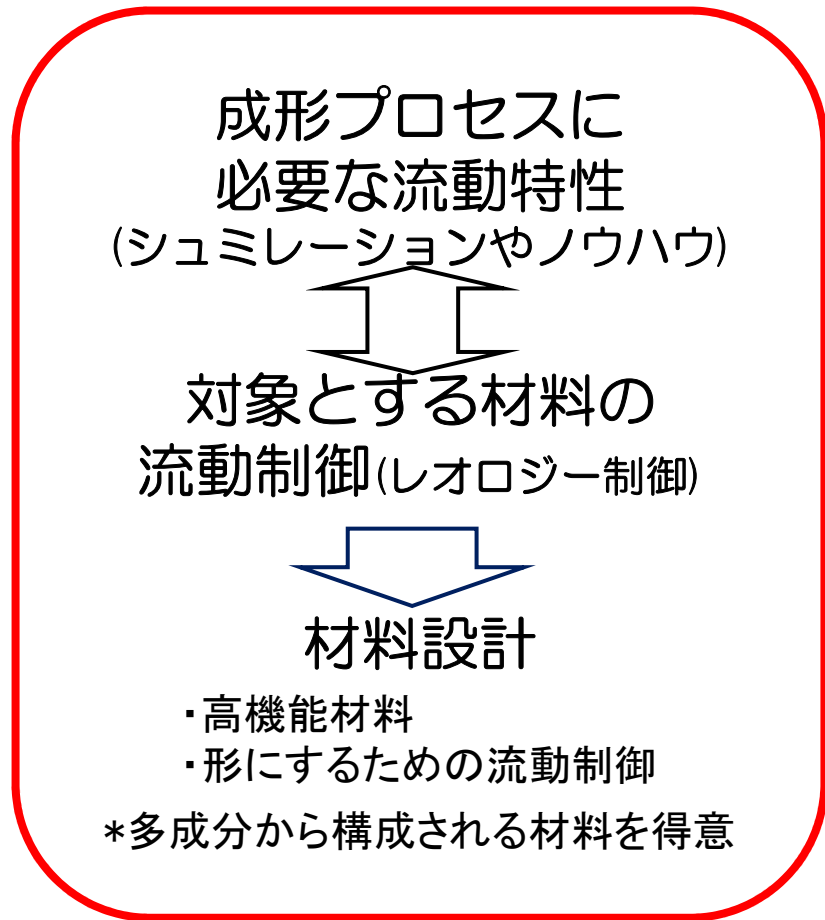 成形プロセスに
必要な流動特性
(シュミレーションやノウハウ)
対象とする材料の
流動制御(レオロジー制御)
材料設計
・高機能材料
・形にするための流動制御
*多成分から構成される材料を得意